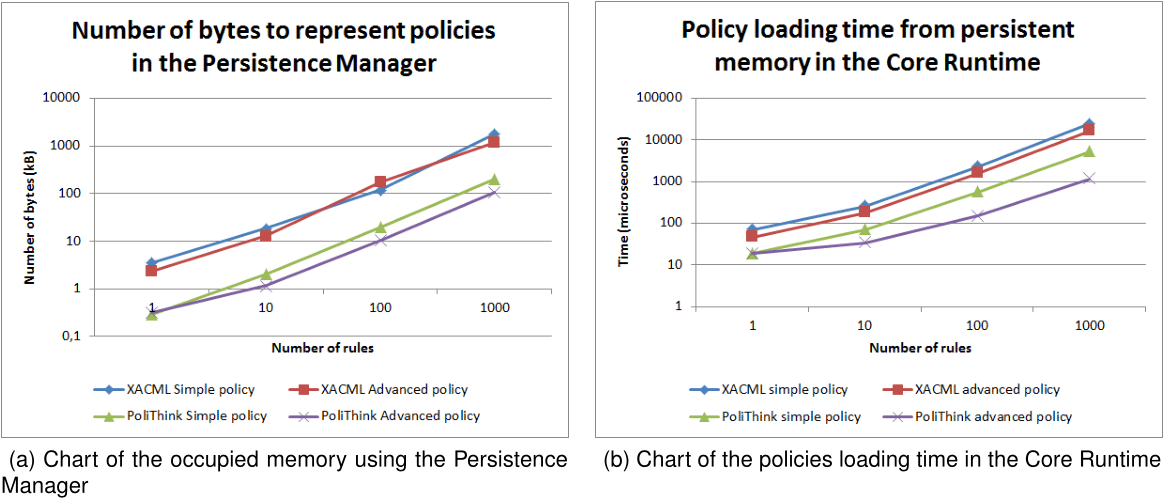 Number of bytes to represent policies
in the Persistence Manager
Number of bytes (kB)
10000
1000
100
10
1
0,1
1
10
100
1000
Number of rules
XACML Simple policy
XACML Advanced policy
PoliThink Simple policy
PoliThink Advanced policy
(a) Chart of the occupied memory using the Persistence
Manager
Policy loading time from persistent
memory in the Core Runtime
Time (microseconds)
100000
10000
1000
100
10
1
1
10
100
1000
Number of rules
XACML simple policy
XACML advanced policy
PoliThink simple policy
PoliThink advanced policy
(b) Chart of the policies loading time in the Core Runtime